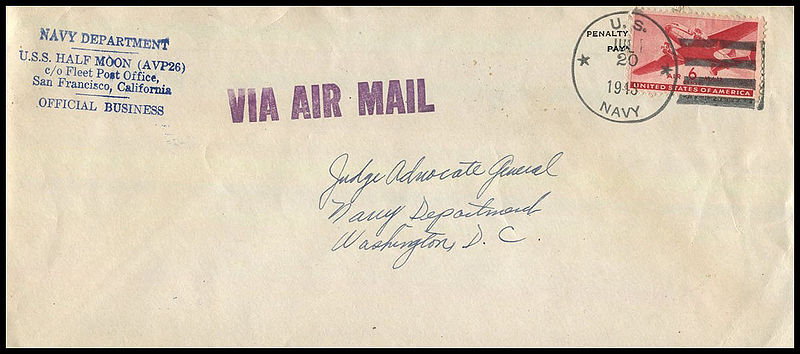 NAVY DEPARTMENT
U.S.S. HALF MOON (AVP26)
c/o Fleet Post Office,
San Francisco, California
OFFICIAL BUSINESS
VIA AIR MAIL
PENALTY
U.S.
20
NAVY
6
UNITED STATES OF AMERICA
Judge Advocate General
Navy Department
Washington, D. C.